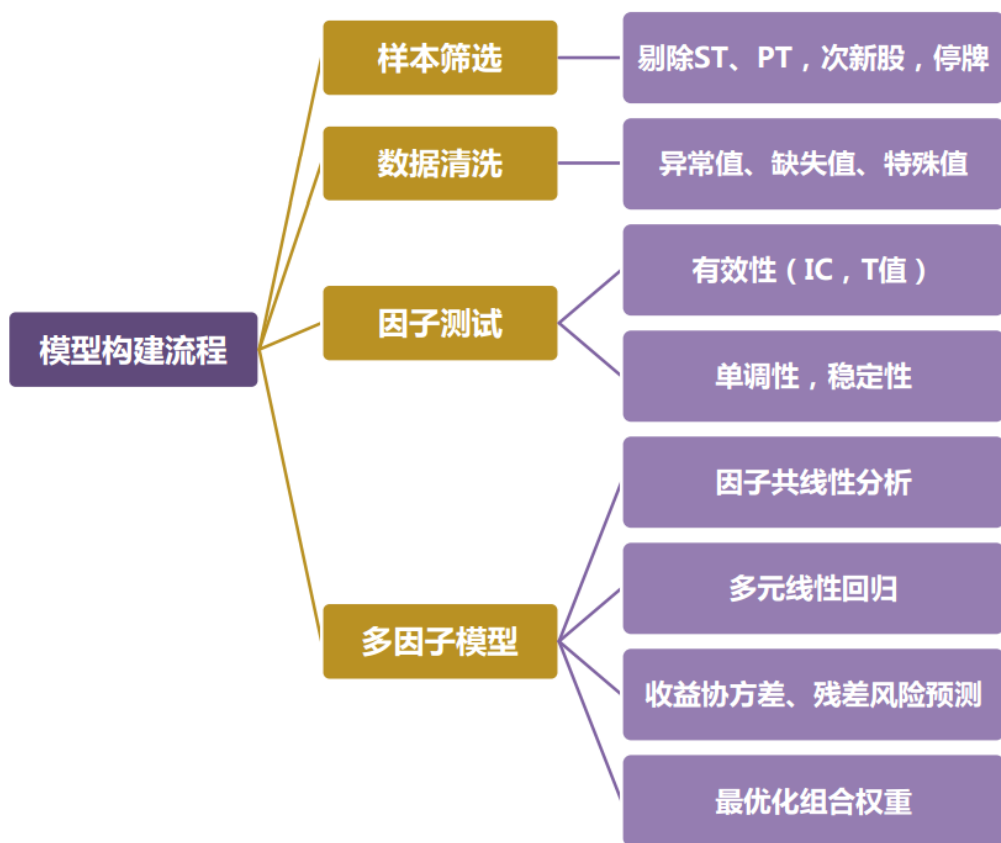 模型构建流程
样本筛选
剔除ST、PT，次新股，停牌
数据清洗
异常值、缺失值、特殊值
因子测试
有效性（IC，T值）
单调性，稳定性
多因子模型
因子共线性分析
多元线性回归
收益协方差、残差风险预测
最优化组合权重